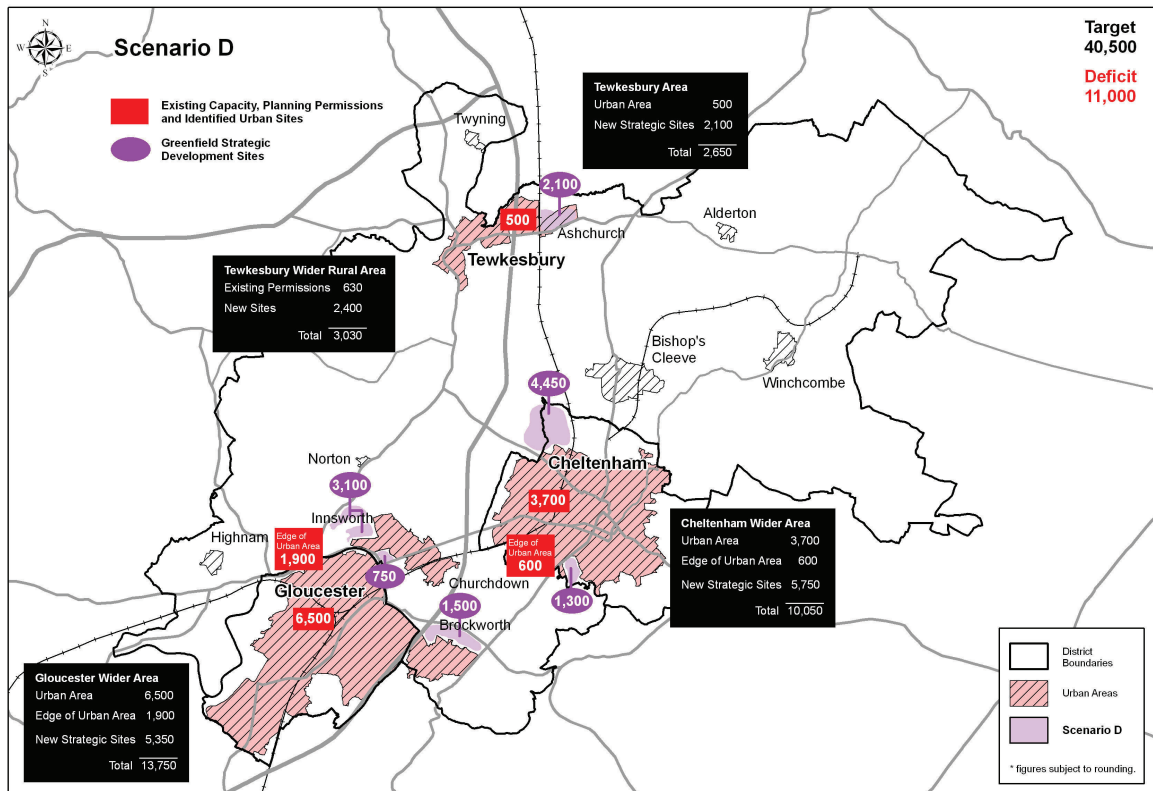 N
W E
S
Scenario D
Target
40,500
Deficit
11,000
Existing Capacity, Planning Permissions
and Identified Urban Sites
Greenfield Strategic
Development Sites
Tewkesbury Area
Urban Area 500
New Strategic Sites 2,100
Total 2,650
Twyning
2,100
500
Ashchurch
Alderton
Tewkesbury
Tewkesbury Wider Rural Area
Existing Permissions 630
New Sites 2,400
Total 3,030
Bishop's
Cleeve
Winchcombe
4,450
Norton
Cheltenham
3,100
3,700
Innsworth
Highnam
Edge of
Urban Area
1,900
Edge of
Urban Area
600
750
Churchdown
Gloucester
1,300
6,500
1,500
Brockworth
Cheltenham Wider Area
Urban Area 3,700
Edge of Urban Area 600
New Strategic Sites 5,750
Total 10,050
Gloucester Wider Area
Urban Area 6,500
Edge of Urban Area 1,900
New Strategic Sites 5,350
Total 13,750
District
Boundaries
Urban Areas
Scenario D
* figures subject to rounding.